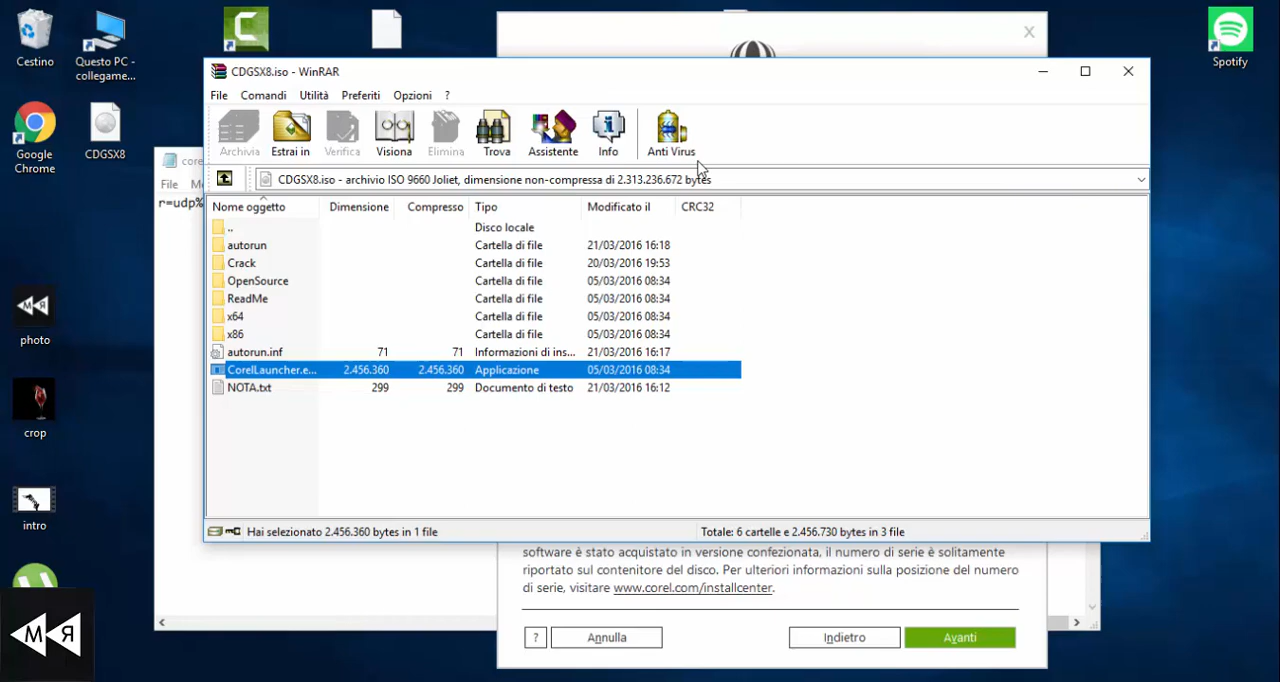 Cestino
Questo PC -
collegame...
Spotify
Google
Chrome
CDGSX8
photo
crop
intro
MR
core
File
r=udp%
CDGSX8.iso - WinRAR
File Comandi Utilità Preferiti Opzioni ?
Archivia Estrai in Verifica Visiona Elimina Trova Assistente Info Anti Virus
CDGSX8.iso - archivio ISO 9660 Joliet, dimensione non-compressa di 2.313.236.672 bytes
Nome oggetto Dimensione Compresso Tipo Modificato il CRC32
.. Disco locale
autorun Cartella di file 21/03/2016 16:18
Crack Cartella di file 20/03/2016 19:53
OpenSource Cartella di file 05/03/2016 08:34
ReadMe Cartella di file 05/03/2016 08:34
x64 Cartella di file 05/03/2016 08:34
x86 Cartella di file 05/03/2016 08:34
autorun.inf 71 71 Informazioni di ins... 21/03/2016 16:17
CorelLauncher.e... 2.456.360 2.456.360 Applicazione 05/03/2016 08:34
NOTA.txt 299 299 Documento di testo 21/03/2016 16:12
Hai selezionato 2.456.360 bytes in 1 file Totale: 6 cartelle e 2.456.730 bytes in 3 file
software è stato acquistato in versione confezionata, il numero di serie è solitamente
riportato sul contenitore del disco. Per ulteriori informazioni sulla posizione del numero
di serie, visitare www.corel.com/installcenter.
? Annulla Indietro Avanti